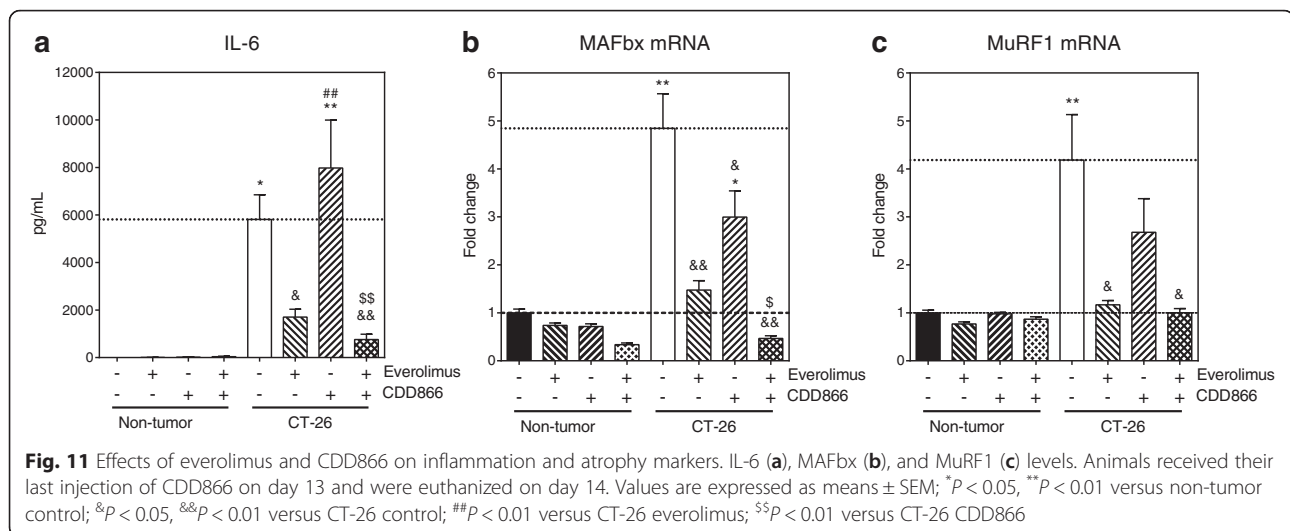 a
IL-6
pg/mL
12000
10000
8000
6000
4000
2000
0
*
&
##
**
$$
&&
- + - + - + - + Everolimus
- - + + - - + + CDD866
Non-tumor CT-26
b
MAFbx mRNA
Fold change
6
5
4
3
2
1
0
**
&&
&
*
$
&&
- + - + - + - + Everolimus
- - + + - - + + CDD866
Non-tumor CT-26
c
MuRF1 mRNA
Fold change
6
5
4
3
2
1
0
**
&
&
- + - + - + - + Everolimus
- - + + - - + + CDD866
Non-tumor CT-26
Fig. 11 Effects of everolimus and CDD866 on inflammation and atrophy markers. IL-6 (a), MAFbx (b), and MuRF1 (c) levels. Animals received their
last injection of CDD866 on day 13 and were euthanized on day 14. Values are expressed as means ± SEM; *P < 0.05, **P < 0.01 versus non-tumor
control; &P < 0.05, &&P < 0.01 versus CT-26 control; ##P < 0.01 versus CT-26 everolimus; $$P < 0.01 versus CT-26 CDD866